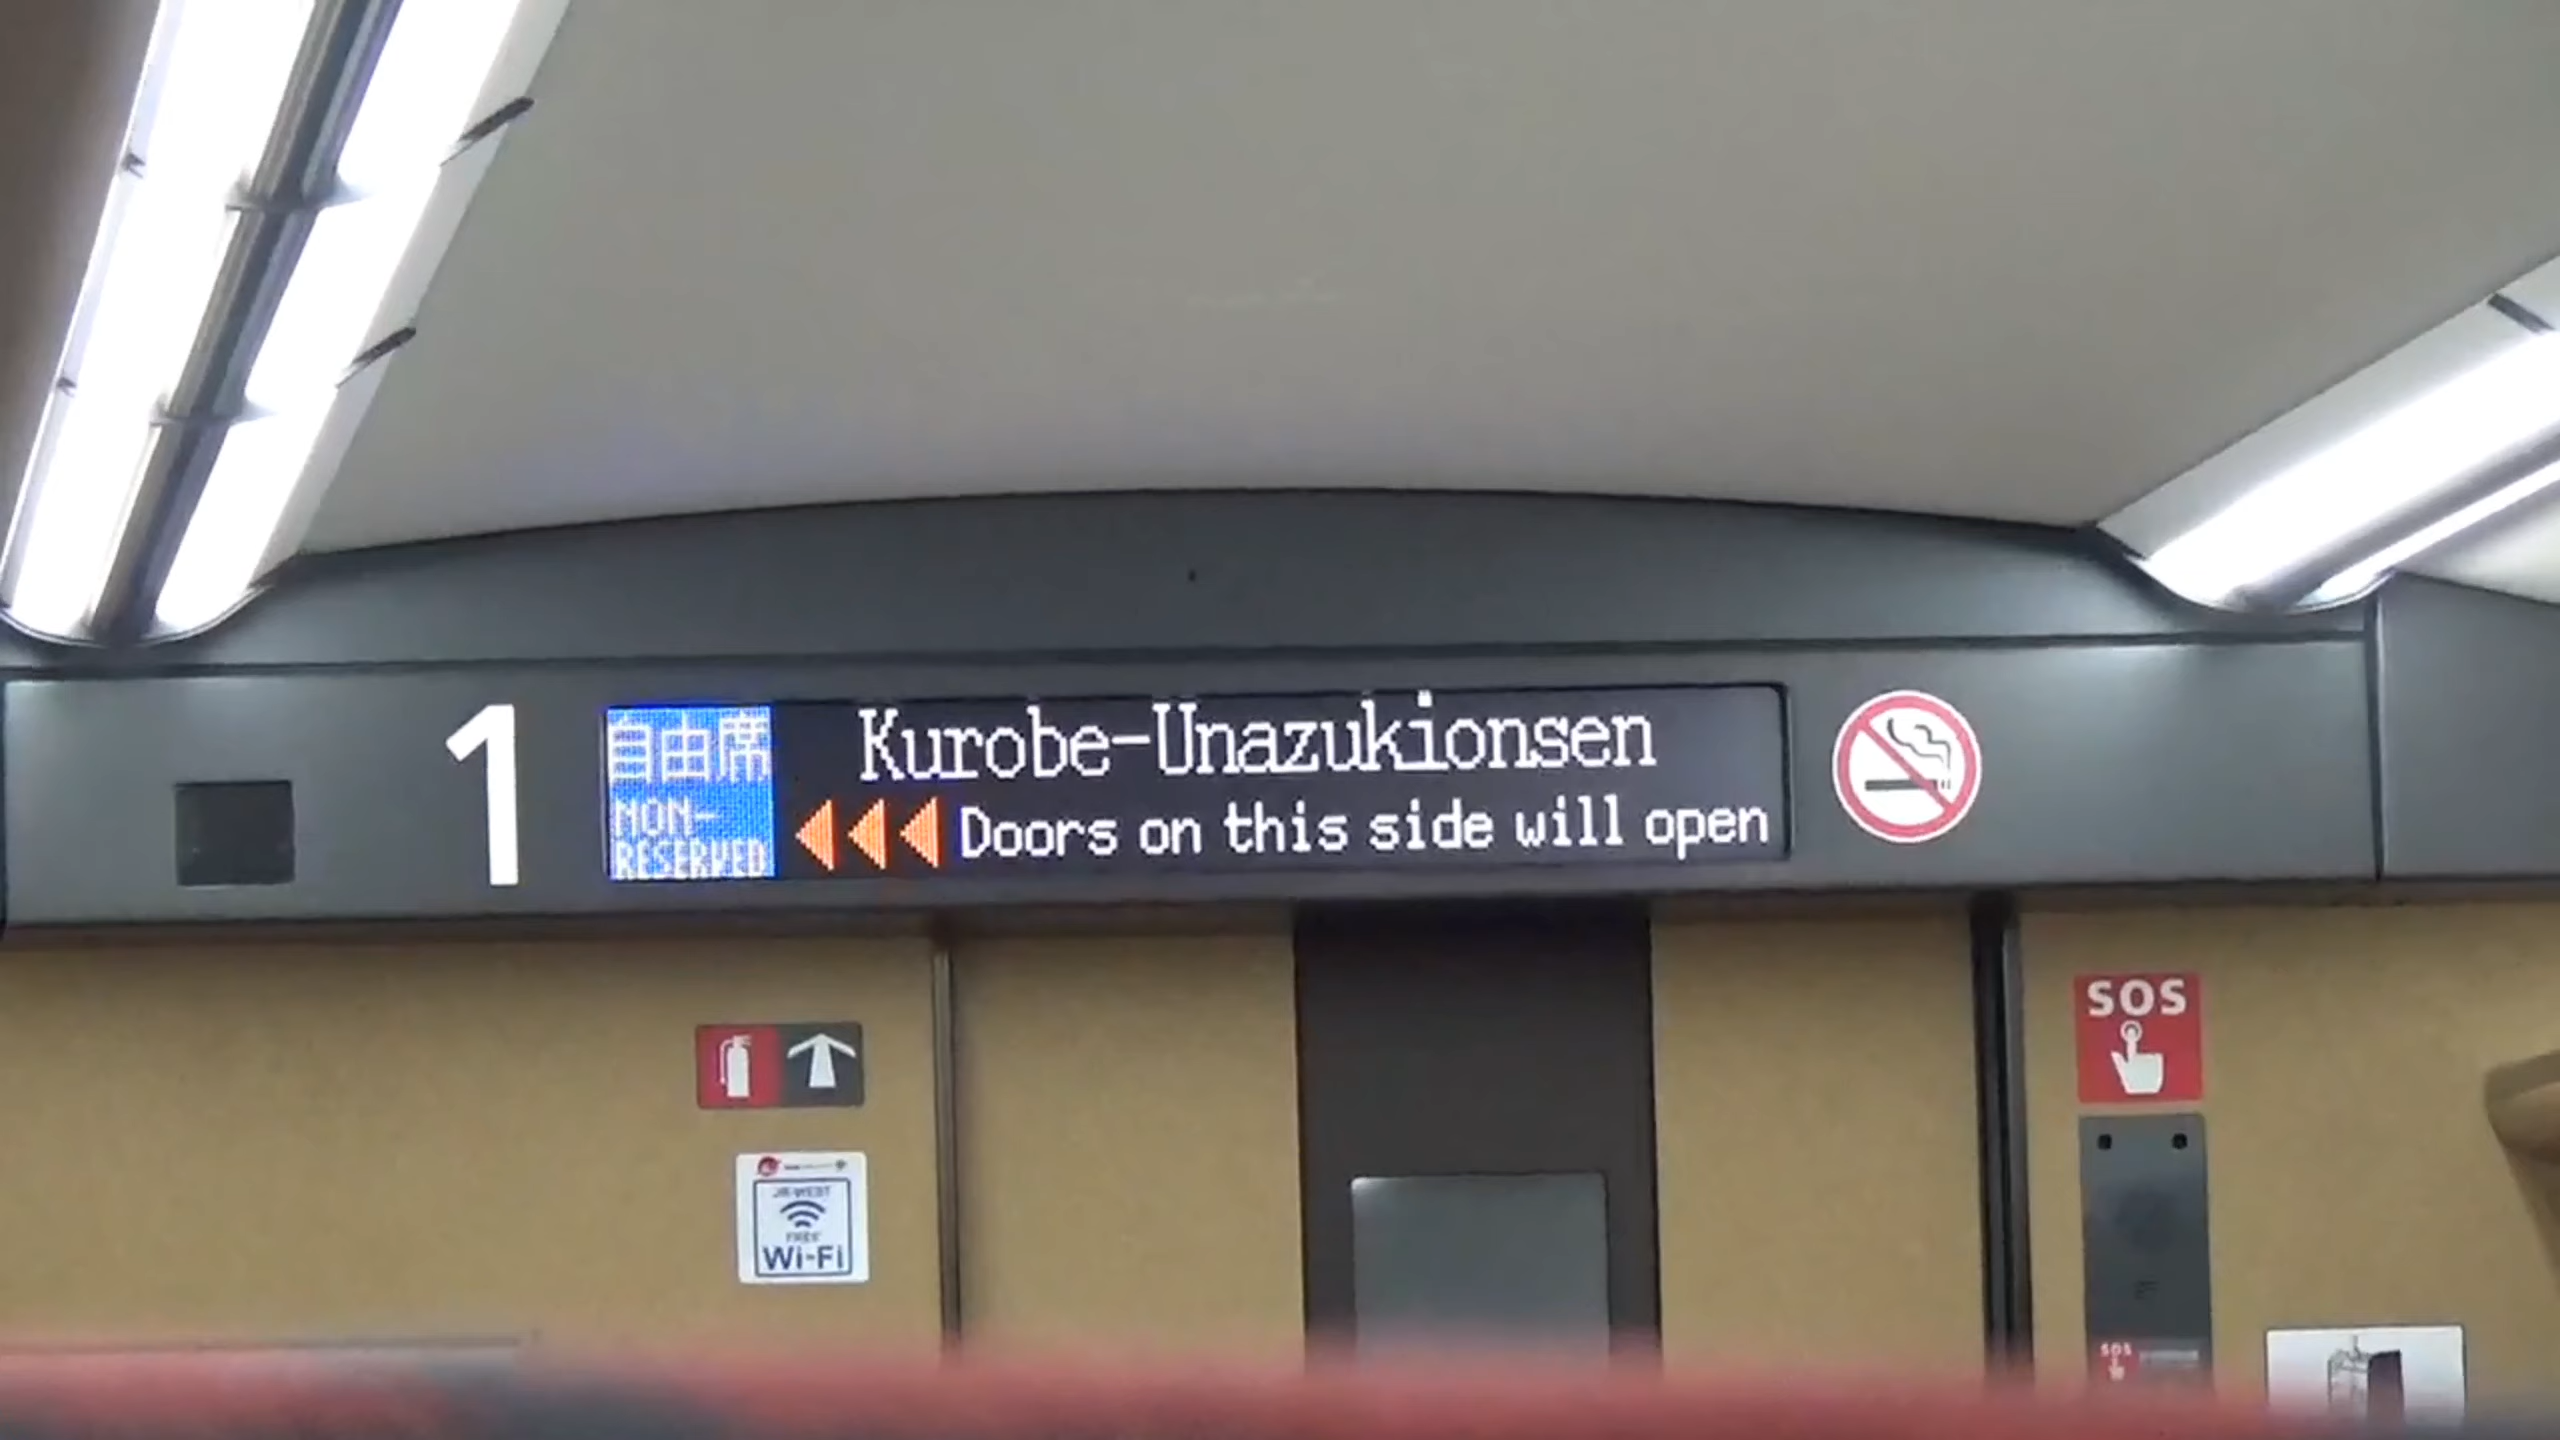 1
自由席
NON-
RESERVED
Kurobe-Unazukionsen
Doors on this side will open
SOS
JR-WEST
FREE
Wi-Fi
SOS